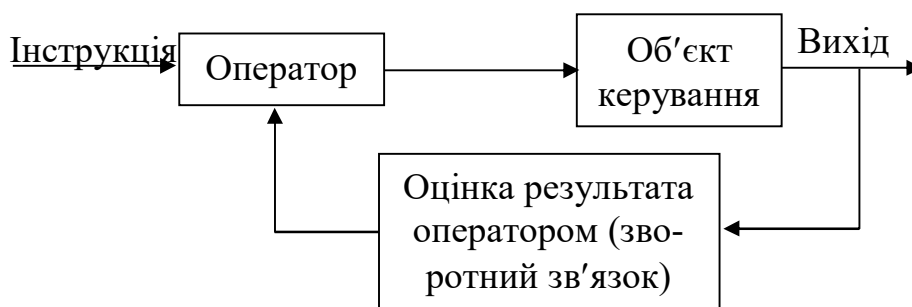 Інструкція
Оператор
Об′єкт
керування
Вихід
Оцінка результата
оператором (зво-
ротний зв′язок)